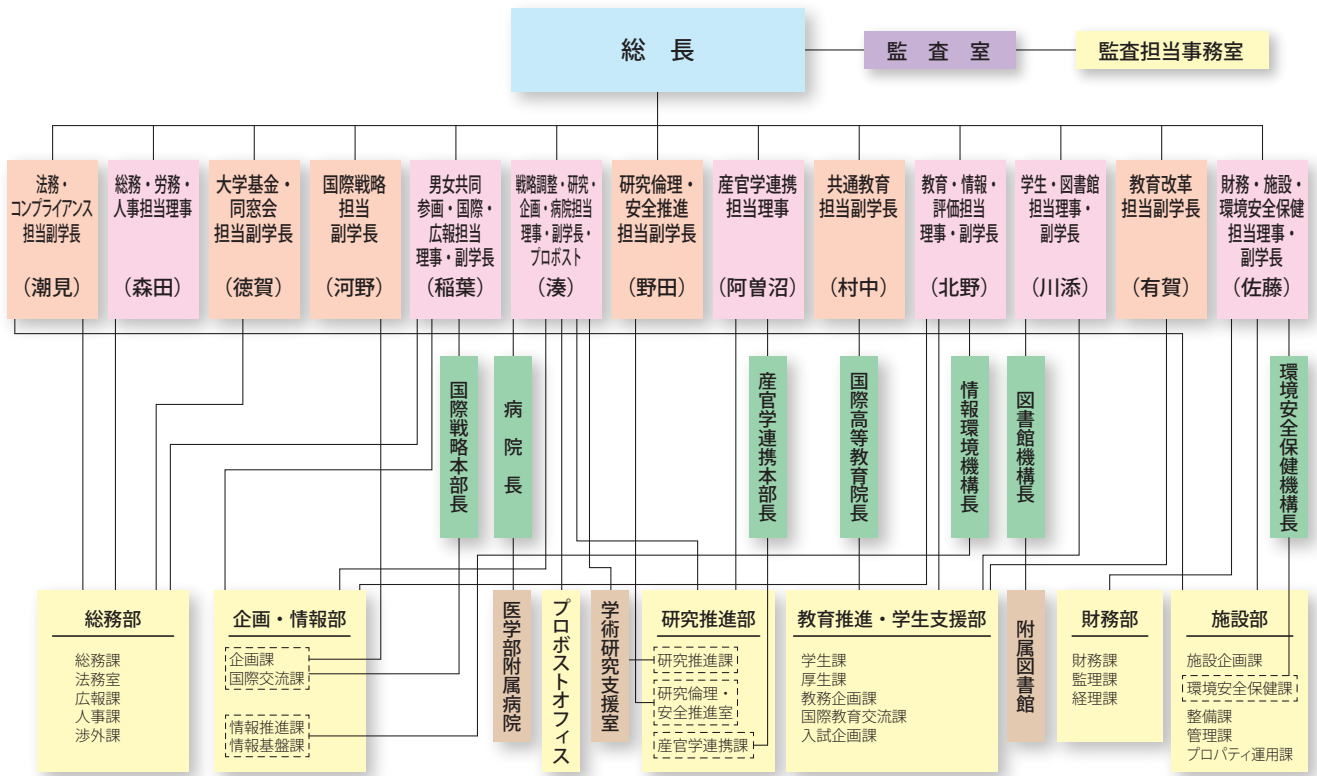 総 長
監 査 室
監査担当事務室
法務・
コンプライアンス
担当副学長
(潮見)
総務・労務・
人事担当理事
(森田)
大学基金・
同窓会
担当副学長
(徳賀)
国際戦略
担当
副学長
(河野)
男女共同
参画・国際・
広報担当
理事・副学長
(稲葉)
戦略調整・研究・
企画・病院担当
理事・副学長・
プロボスト
(湊)
研究倫理・
安全推進
担当副学長
(野田)
産官学連携
担当理事
(阿曽沼)
共通教育
担当副学長
(村中)
教育・情報・
評価担当
理事・副学長
(北野)
学生・図書館
担当理事・
副学長
(川添)
教育改革
担当副学長
(有賀)
財務・施設・
環境安全保健
担当理事・
副学長
(佐藤)
国際戦略本部長
病院長
産官学連携本部長
国際高等教育院長
情報環境機構長
図書館機構長
環境安全保健機構長
総務部
総務課
法務室
広報課
人事課
渉外課
企画・情報部
企画課
国際交流課
情報推進課
情報基盤課
医学部附属病院
プロボストオフィス
学術研究支援室
研究推進部
研究推進課
研究倫理・
安全推進室
産官学連携課
教育推進・学生支援部
学生課
厚生課
教務企画課
国際教育交流課
入試企画課
附属図書館
財務部
財務課
監理課
経理課
施設部
施設企画課
環境安全保健課
整備課
管理課
プロパティ運用課